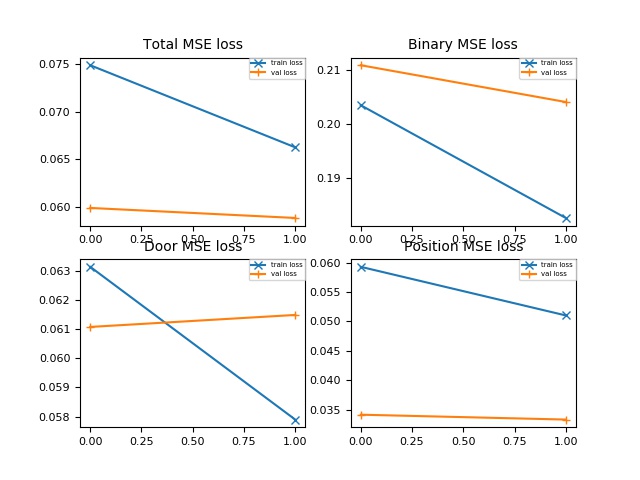 Total MSE loss
train loss
val loss
0.075
0.070
0.065
0.060
0.00 0.25 0.50 0.75 1.00
Binary MSE loss
train loss
val loss
0.21
0.20
0.19
0.00 0.25 0.50 0.75 1.00
Door MSE loss
train loss
val loss
0.063
0.062
0.061
0.060
0.059
0.058
0.00 0.25 0.50 0.75 1.00
Position MSE loss
train loss
val loss
0.060
0.055
0.050
0.045
0.040
0.035
0.00 0.25 0.50 0.75 1.00